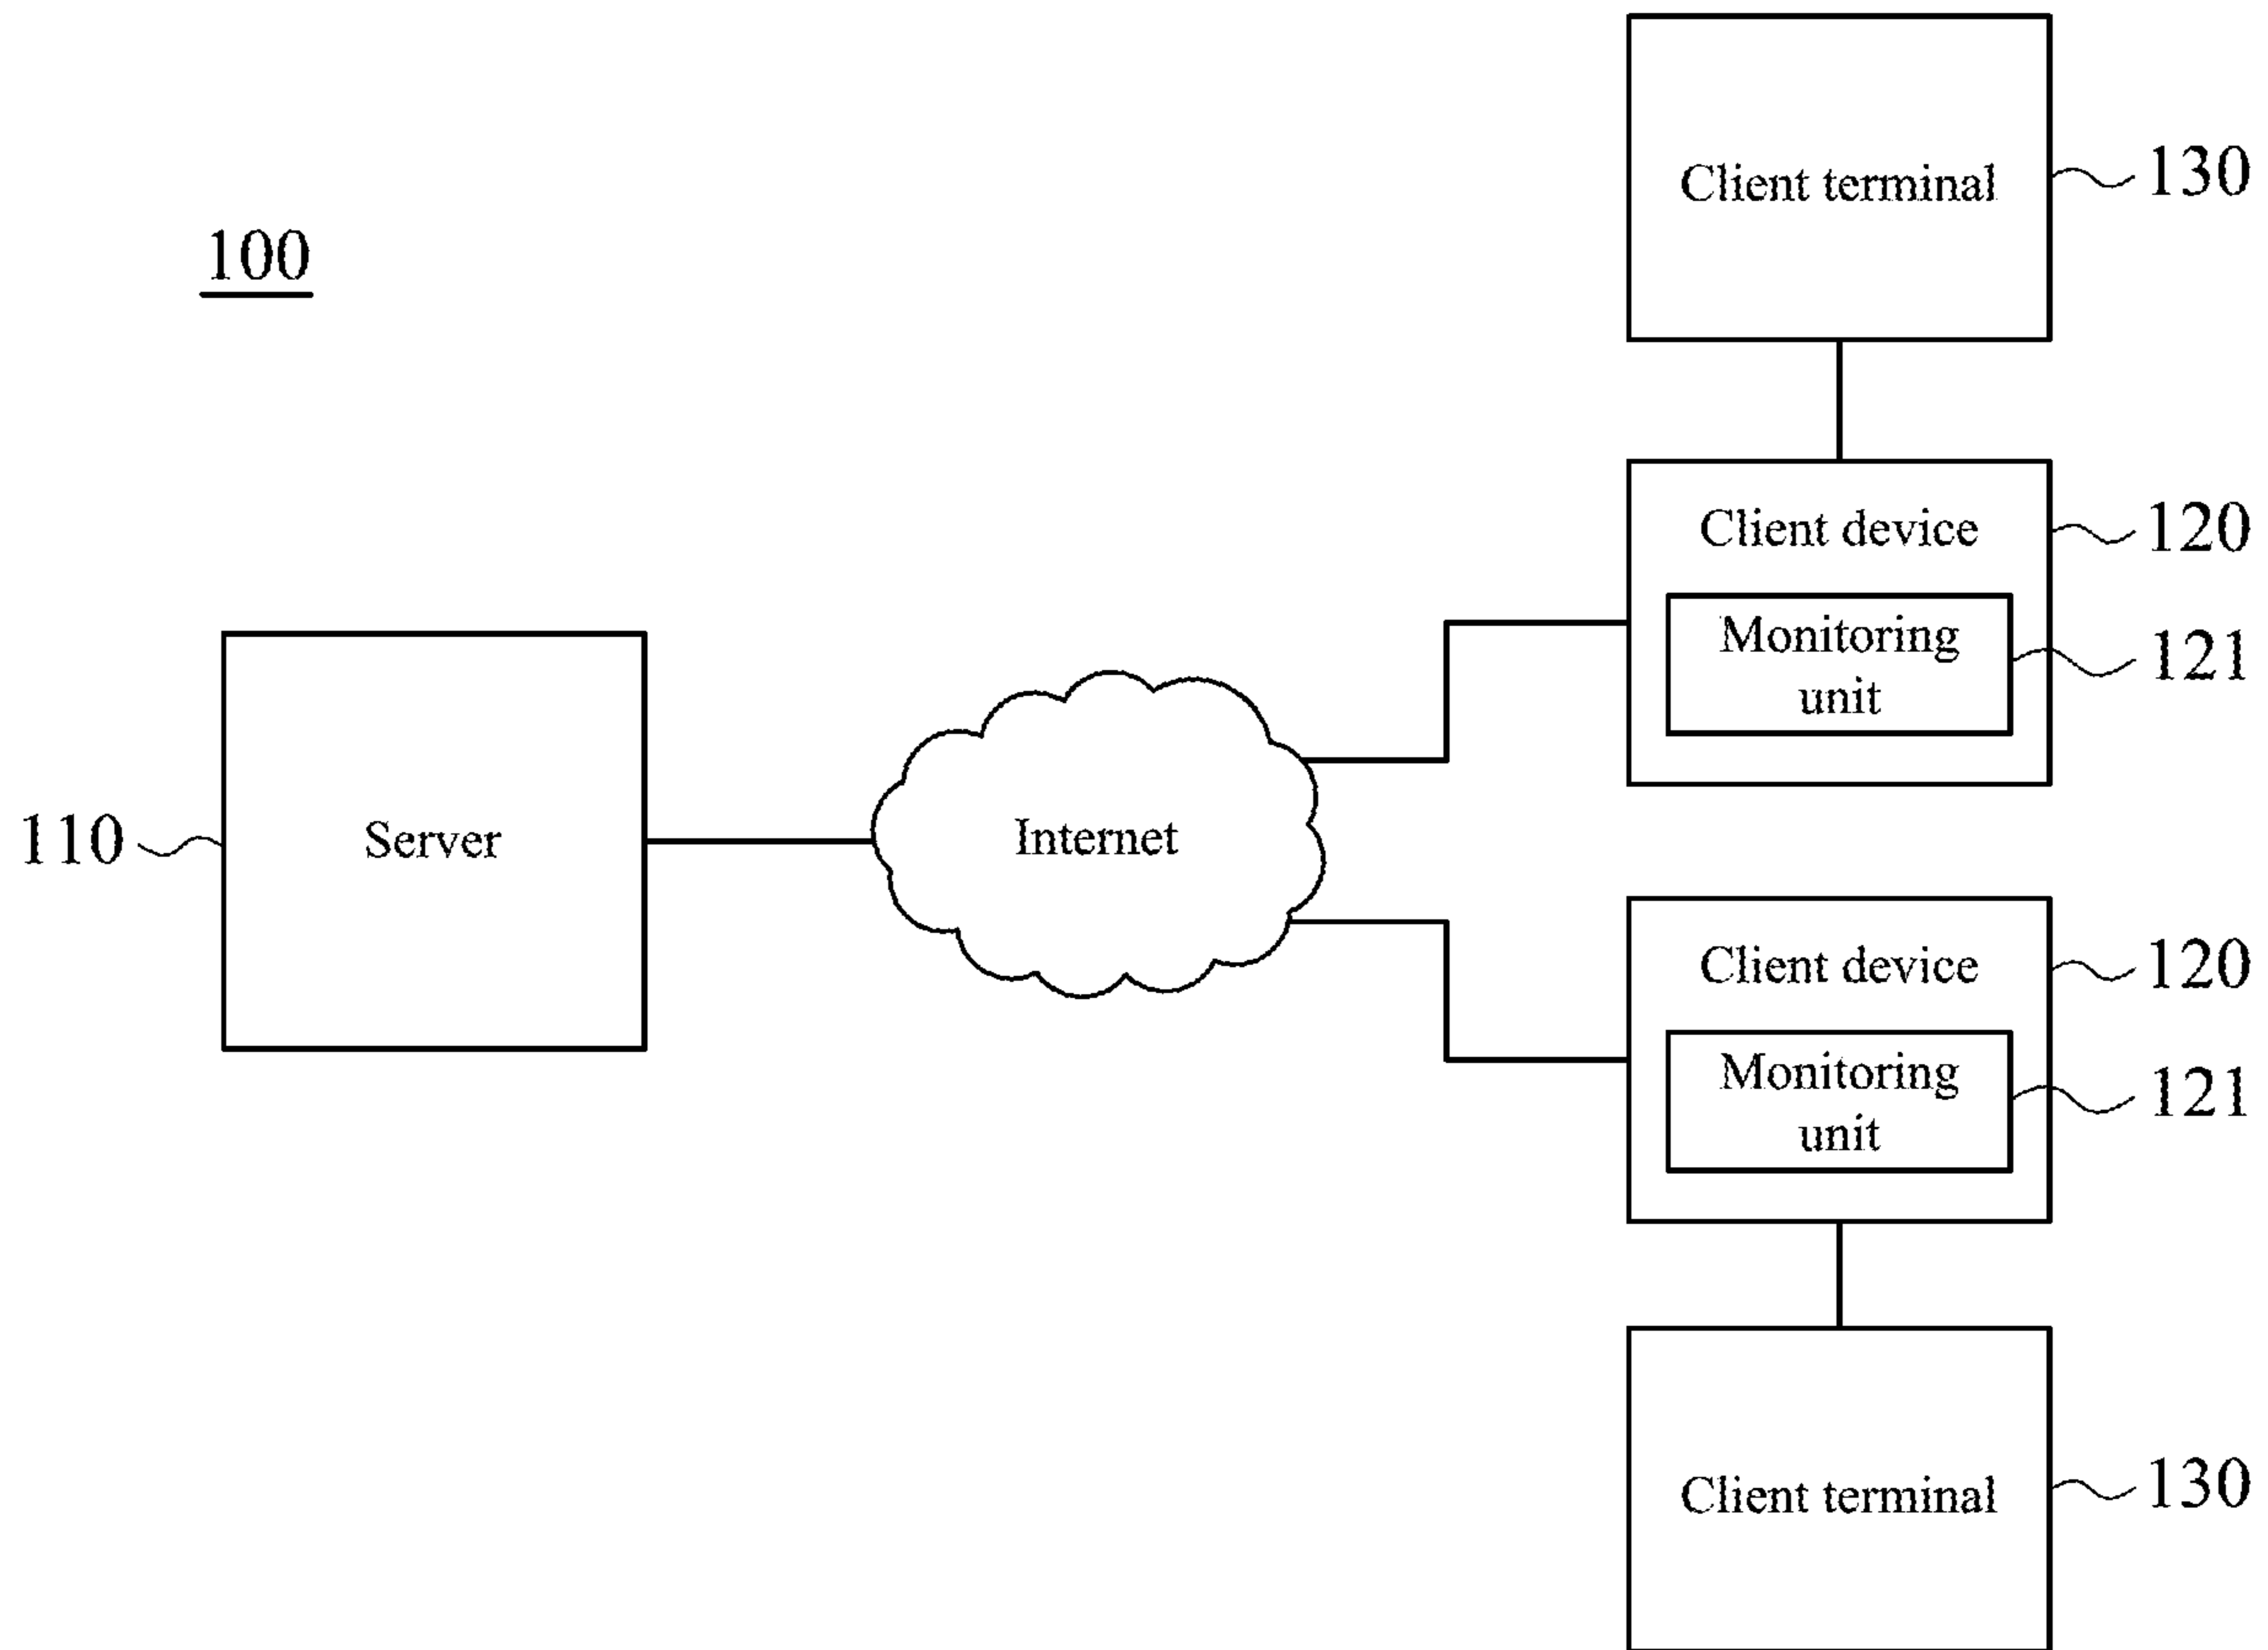 100
Client terminal
130
Client device
120
Monitoring
unit
121
110
Server
Internet
Client device
120
Monitoring
unit
121
Client terminal
130